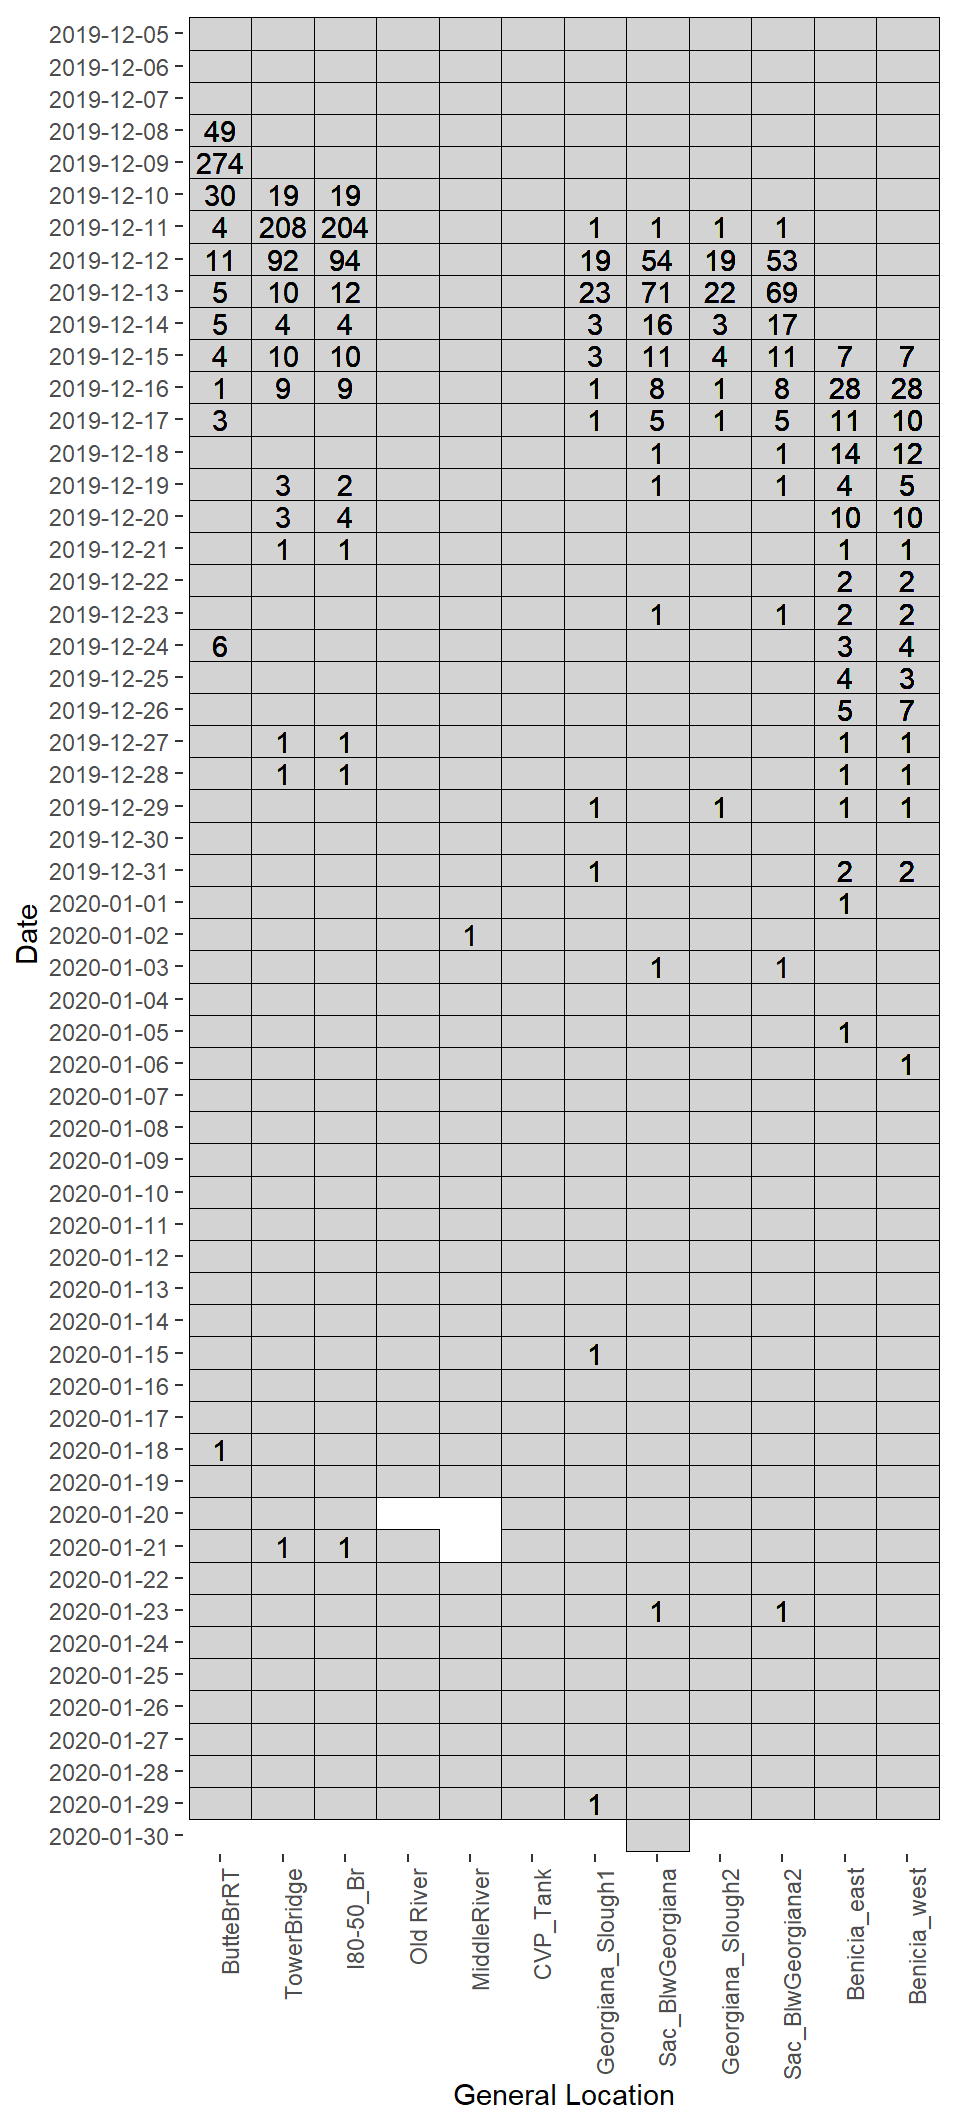 2019-12-05
2019-12-06
2019-12-07
2019-12-08 49
2019-12-09 274
2019-12-10 30 19 19
2019-12-11 4 208 204 1 1 1 1
2019-12-12 11 92 94 19 54 19 53
2019-12-13 5 10 12 23 71 22 69
2019-12-14 5 4 4 3 16 3 17
2019-12-15 4 10 10 3 11 4 11 7 7
2019-12-16 1 9 9 1 8 1 8 28 28
2019-12-17 3 1 5 1 5 11 10
2019-12-18 1 1 14 12
2019-12-19 3 2 1 1 4 5
2019-12-20 3 4 10 10
2019-12-21 1 1 1 1
2019-12-22 2 2
2019-12-23 1 1 2 2
2019-12-24 6 3 4
2019-12-25 4 3
2019-12-26 5 7
2019-12-27 1 1 1 1
2019-12-28 1 1 1 1
2019-12-29 1 1 1 1
2019-12-30
2019-12-31 1 2 2
2020-01-01 1
2020-01-02 1
2020-01-03 1 1
2020-01-04
2020-01-05 1
2020-01-06 1
2020-01-07
2020-01-08
2020-01-09
2020-01-10
2020-01-11
2020-01-12
2020-01-13
2020-01-14
2020-01-15 1
2020-01-16
2020-01-17
2020-01-18 1
2020-01-19
2020-01-20
2020-01-21 1 1
2020-01-22
2020-01-23 1 1
2020-01-24
2020-01-25
2020-01-26
2020-01-27
2020-01-28
2020-01-29 1
2020-01-30
Date
ButteBrRT
TowerBridge
I80-50_Br
Old River
MiddleRiver
CVP_Tank
Georgiana_Slough1
Sac_BlwGeorgiana
Georgiana_Slough2
Sac_BlwGeorgiana2
Benicia_east
Benicia_west
General Location